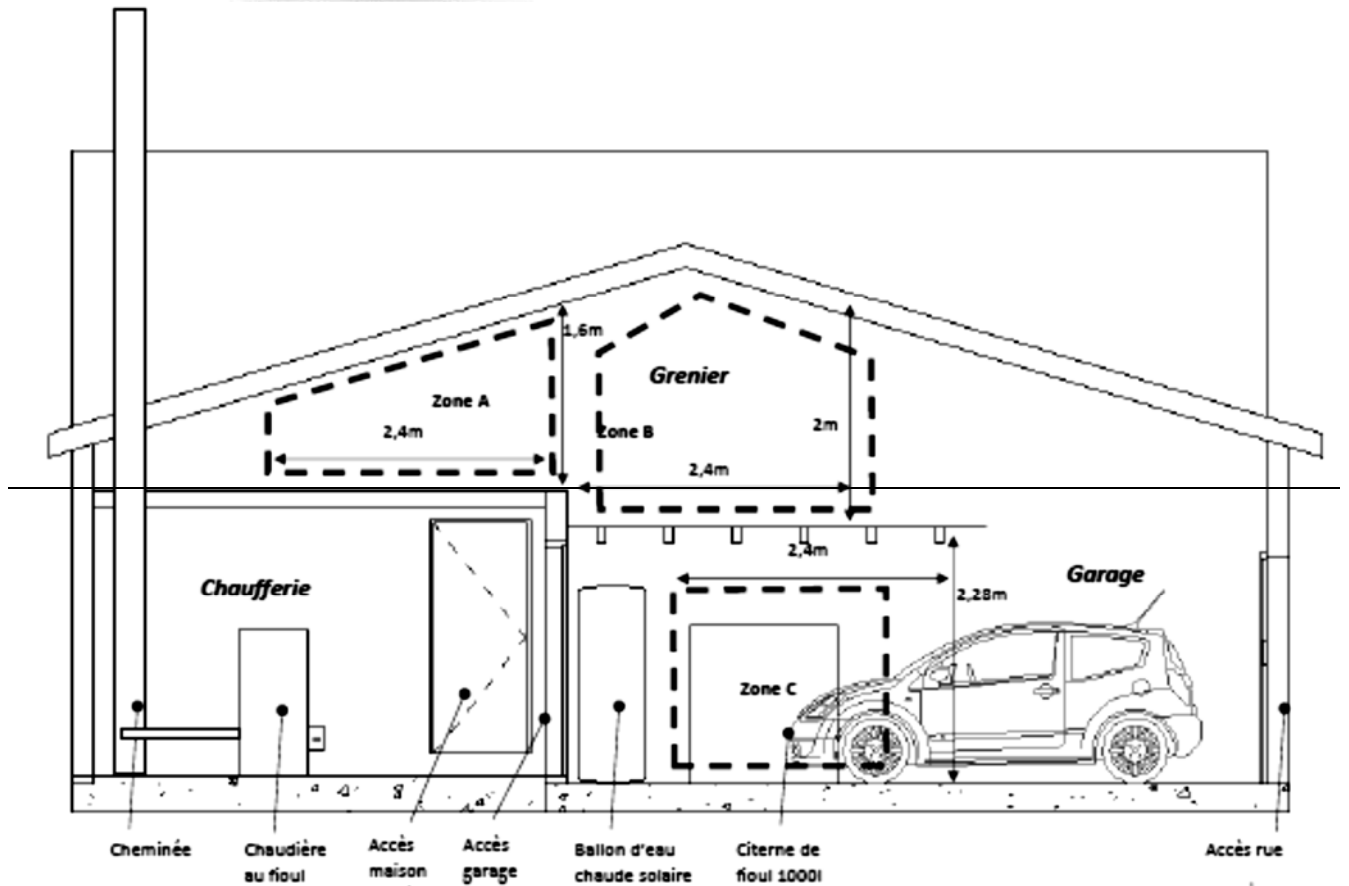 1,6m
Grenier
Zone A
2,4m
Zone B
2m
2,4m
2,4m
Chaufferie
Garage
2,28m
Zone C
Cheminée
Chaudière
au fioul
Accès
maison
Accès
garage
Ballon d'eau
chaude solaire
Citerne de
fioul 1000l
Accès rue